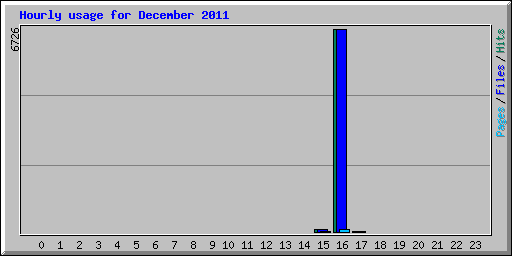 Hourly usage for December 2011
6726
Pages/Files/Hits
0 1 2 3 4 5 6 7 8 9 10 11 12 13 14 15 16 17 18 19 20 21 22 23